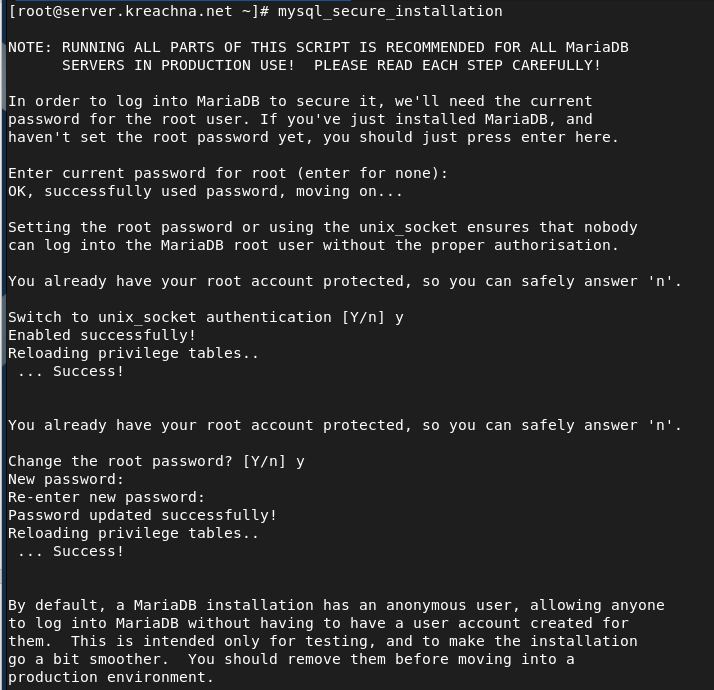 [root@server.kreachna.net ~]# mysql_secure_installation
NOTE: RUNNING ALL PARTS OF THIS SCRIPT IS RECOMMENDED FOR ALL MariaDB
SERVERS IN PRODUCTION USE!  PLEASE READ EACH STEP CAREFULLY!
In order to log into MariaDB to secure it, we'll need the current
password for the root user. If you've just installed MariaDB, and
haven't set the root password yet, you should just press enter here.
Enter current password for root (enter for none):
OK, successfully used password, moving on...
Setting the root password or using the unix_socket ensures that nobody
can log into the MariaDB root user without the proper authorisation.
You already have your root account protected, so you can safely answer 'n'.
Switch to unix_socket authentication [Y/n] y
Enabled successfully!
Reloading privilege tables..
... Success!
You already have your root account protected, so you can safely answer 'n'.
Change the root password? [Y/n] y
New password:
Re-enter new password:
Password updated successfully!
Reloading privilege tables..
... Success!
By default, a MariaDB installation has an anonymous user, allowing anyone
to log into MariaDB without having to have a user account created for
them.  This is intended only for testing, and to make the installation
go a bit smoother.  You should remove them before moving into a
production environment.